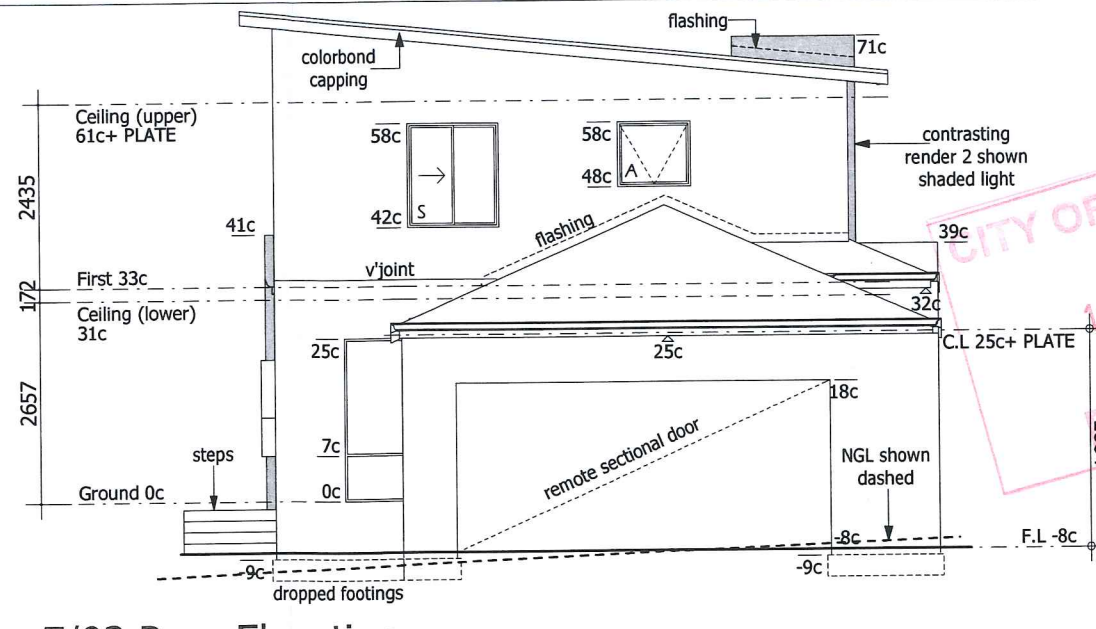 flashing
71c
colorbond
capping
Ceiling (upper)
61c+ PLATE
58c
58c
contrasting
render 2 shown
shaded light
A
48c
2435
S
42c
41c
flashing
39c
CITY OF
First 33c
v'joint
172
Ceiling (lower)
31c
32c
25c
25c
C.L 25c+ PLATE
2657
18c
7c
remote sectional door
steps
NGL shown
dashed
Ground 0c
0c
-8c
F.L -8c
-9c
-9c
dropped footings